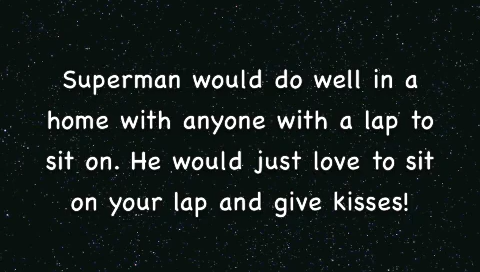 Superman would do well in a
home with anyone with a lap to
sit on. He would just love to sit
on your lap and give kisses!